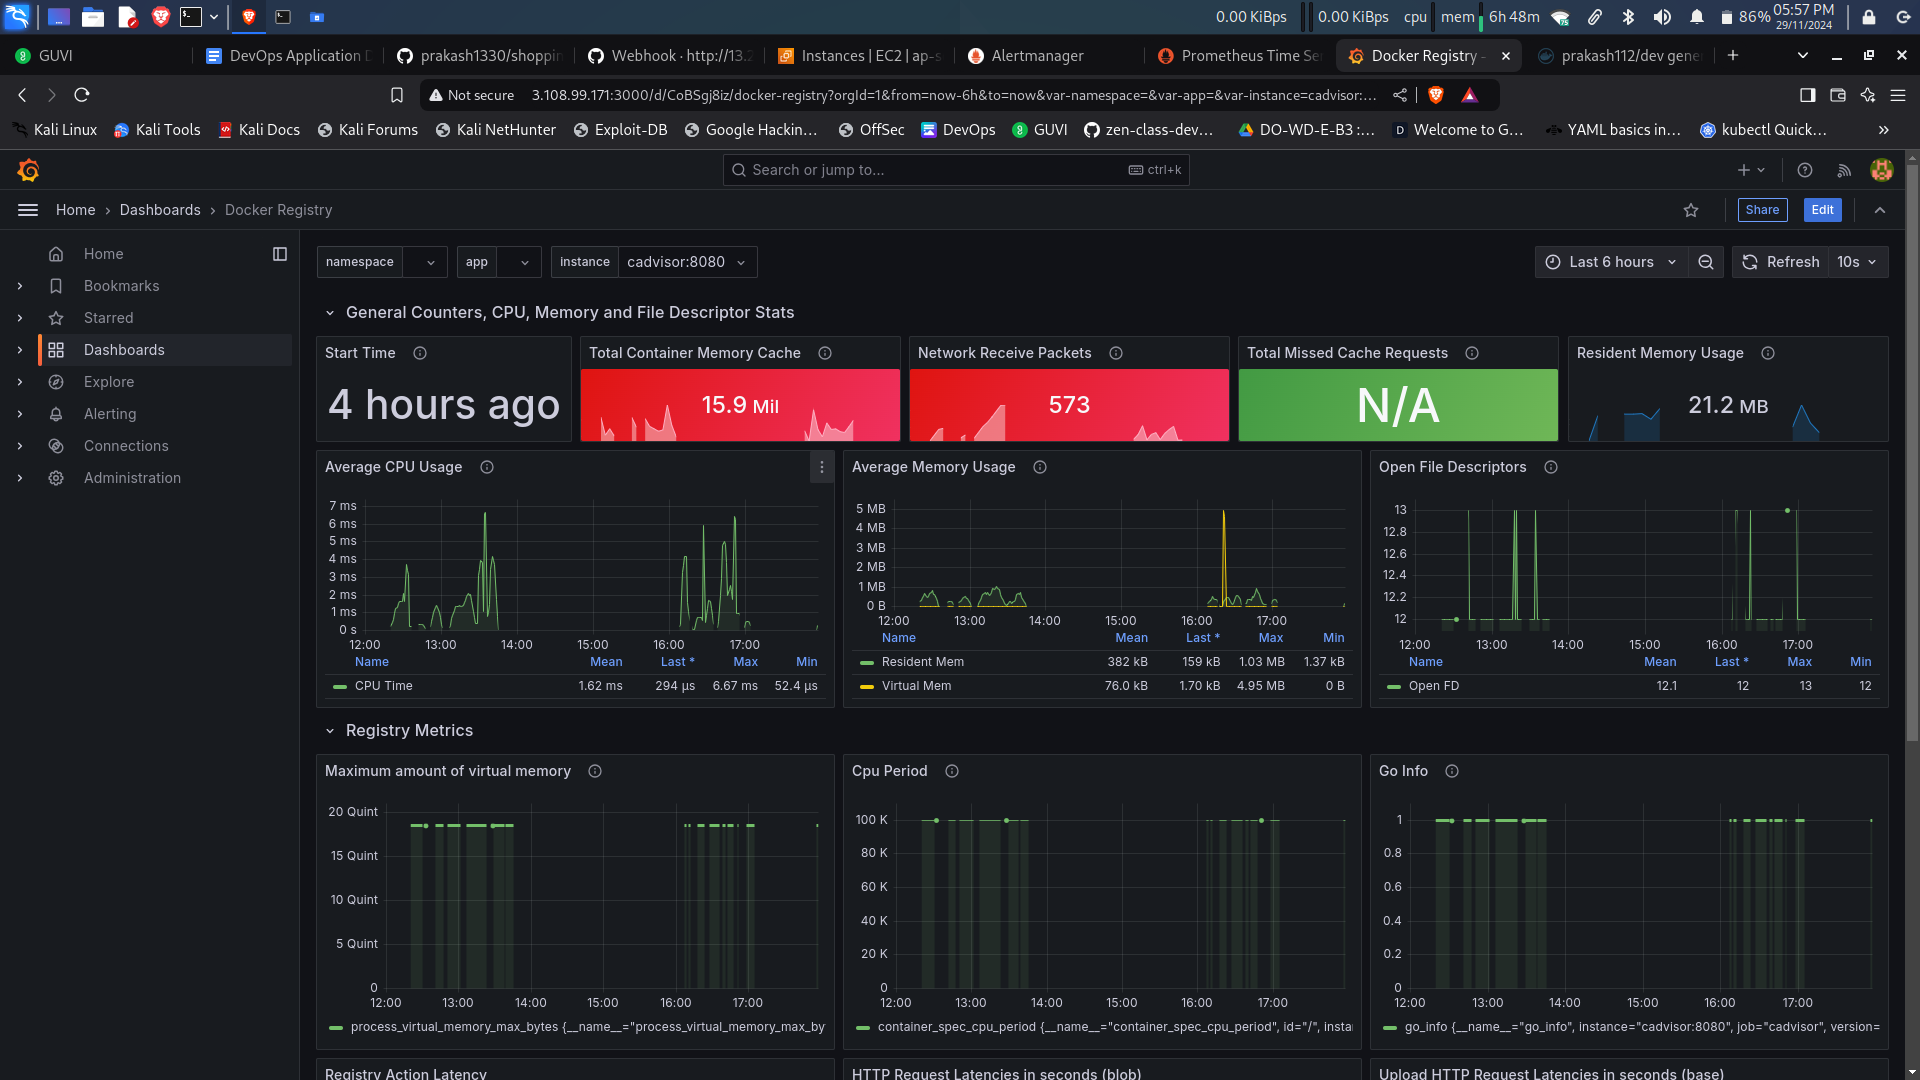 0.00 KiBps 0.00 KiBps cpu mem 6h 48m 86% 05:57 PM
29/11/2024
GUVI DevOps Application D prakash1330/shoppin Webhook · http://13.2 Instances | EC2 | ap-s Alertmanager Prometheus Time Se Docker Registry - prakash112/dev gene
Not secure 3.108.99.171:3000/d/CoBSgj8iz/docker-registry?orgId=1&from=now-6h&to=now&var-namespace=&var-app=&var-instance=cadvisor:...
Kali Linux Kali Tools Kali Docs Kali Forums Kali NetHunter Exploit-DB Google Hackin... OffSec DevOps GUVI zen-class-dev... DO-WD-E-B3 :... Welcome to G... YAML basics in... kubectl Quick... »
Search or jump to... ctrl+k
Home › Dashboards › Docker Registry Share Edit
Home
Bookmarks
Starred
Dashboards
Explore
Alerting
Connections
Administration
namespace app instance cadvisor:8080 Last 6 hours Refresh 10s
General Counters, CPU, Memory and File Descriptor Stats
Start Time
4 hours ago
Total Container Memory Cache
15.9 Mil
Network Receive Packets
573
Total Missed Cache Requests
N/A
Resident Memory Usage
21.2 MB
Average CPU Usage
7 ms
6 ms
5 ms
4 ms
3 ms
2 ms
1 ms
0 s
12:00 13:00 14:00 15:00 16:00 17:00
Name Mean Last * Max Min
CPU Time 1.62 ms 294 µs 6.67 ms 52.4 µs
Average Memory Usage
5 MB
4 MB
3 MB
2 MB
1 MB
0 B
12:00 13:00 14:00 15:00 16:00 17:00
Name Mean Last * Max Min
Resident Mem 382 kB 159 kB 1.03 MB 1.37 kB
Virtual Mem 76.0 kB 1.70 kB 4.95 MB 0 B
Open File Descriptors
13
12.8
12.6
12.4
12.2
12
12:00 13:00 14:00 15:00 16:00 17:00
Name Mean Last * Max Min
Open FD 12.1 12 13 12
Registry Metrics
Maximum amount of virtual memory
20 Quint
15 Quint
10 Quint
5 Quint
0
12:00 13:00 14:00 15:00 16:00 17:00
process_virtual_memory_max_bytes {__name__="process_virtual_memory_max_by
Cpu Period
100 K
80 K
60 K
40 K
20 K
0
12:00 13:00 14:00 15:00 16:00 17:00
container_spec_cpu_period {__name__="container_spec_cpu_period", id="/", insta
Go Info
1
0.8
0.6
0.4
0.2
0
12:00 13:00 14:00 15:00 16:00 17:00
go_info {__name__="go_info", instance="cadvisor:8080", job="cadvisor", version=
Registry Action Latency
HTTP Request Latencies in seconds (blob)
Upload HTTP Request Latencies in seconds (base)